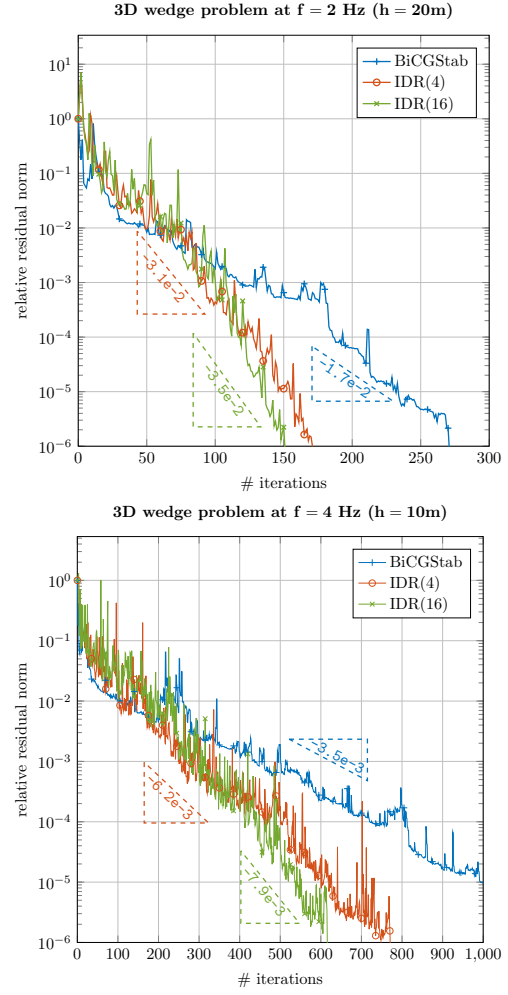 3D wedge problem at f = 2 Hz (h = 20m)
10^1
10^0
10^−1
10^−2
10^−3
10^−4
10^−5
10^−6
relative residual norm
BiCGStab
IDR(4)
IDR(16)
−3.1e−2
−3.5e−2
−1.7e−2
0 50 100 150 200 250 300
# iterations
3D wedge problem at f = 4 Hz (h = 10m)
10^0
10^−1
10^−2
10^−3
10^−4
10^−5
10^−6
relative residual norm
BiCGStab
IDR(4)
IDR(16)
−3.5e−3
−6.2e−3
−7.9e−3
0 100 200 300 400 500 600 700 800 900 1,000
# iterations